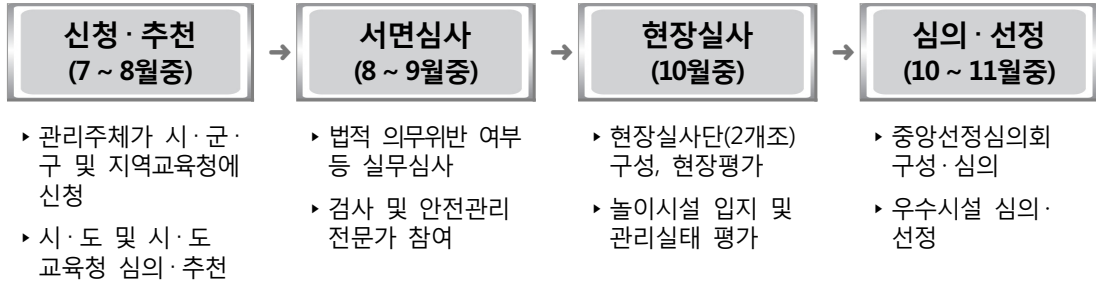 신청·추천
(7 ~ 8월중)
➜
서면심사
(8 ~ 9월중)
➜
현장실사
(10월중)
➜
심의·선정
(10 ~ 11월중)
▸ 관리주체가 시·군·
구 및 지역교육청에
신청
▸ 시·도 및 시·도
교육청 심의·추천
▸ 법적 의무위반 여부
등 실무심사
▸ 검사 및 안전관리
전문가 참여
▸ 현장실사단(2개조)
구성, 현장평가
▸ 놀이시설 입지 및
관리실태 평가
▸ 중앙선정심의회
구성·심의
▸ 우수시설 심의·
선정